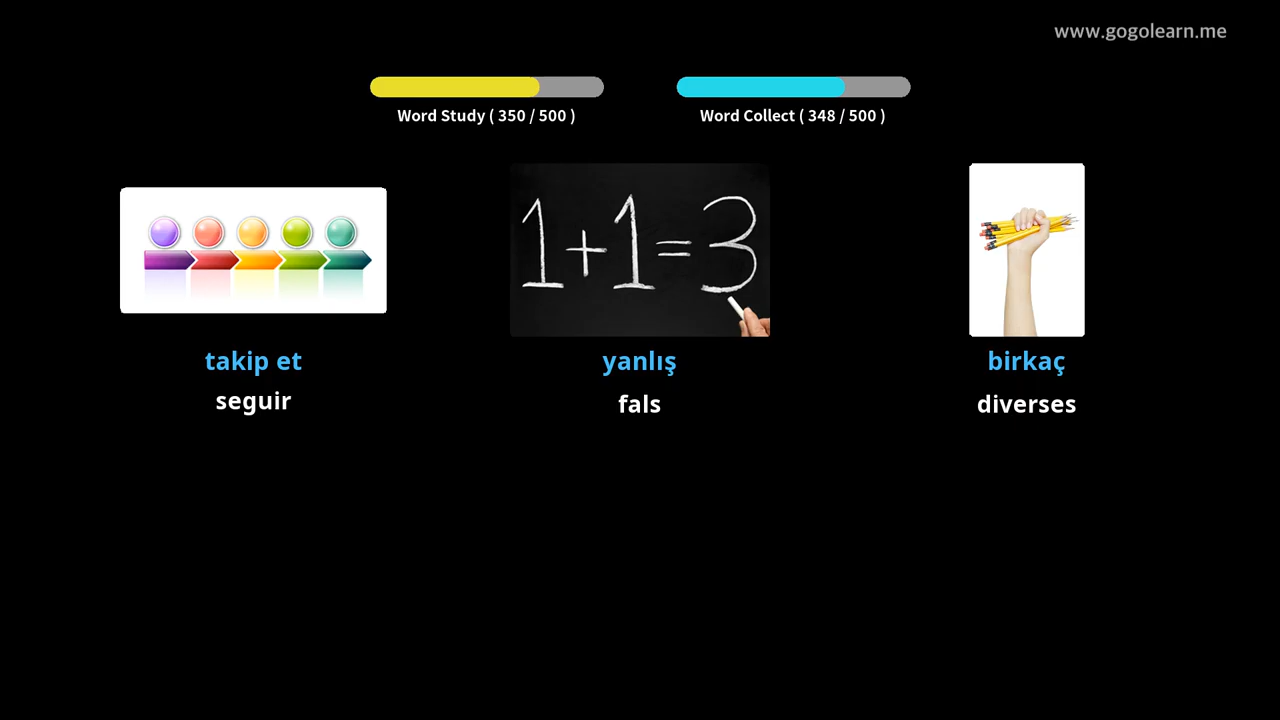 www.gogolearn.me
Word Study ( 350 / 500 )
Word Collect ( 348 / 500 )
1+1=3
takip et
yanlış
birkaç
seguir
fals
diverses